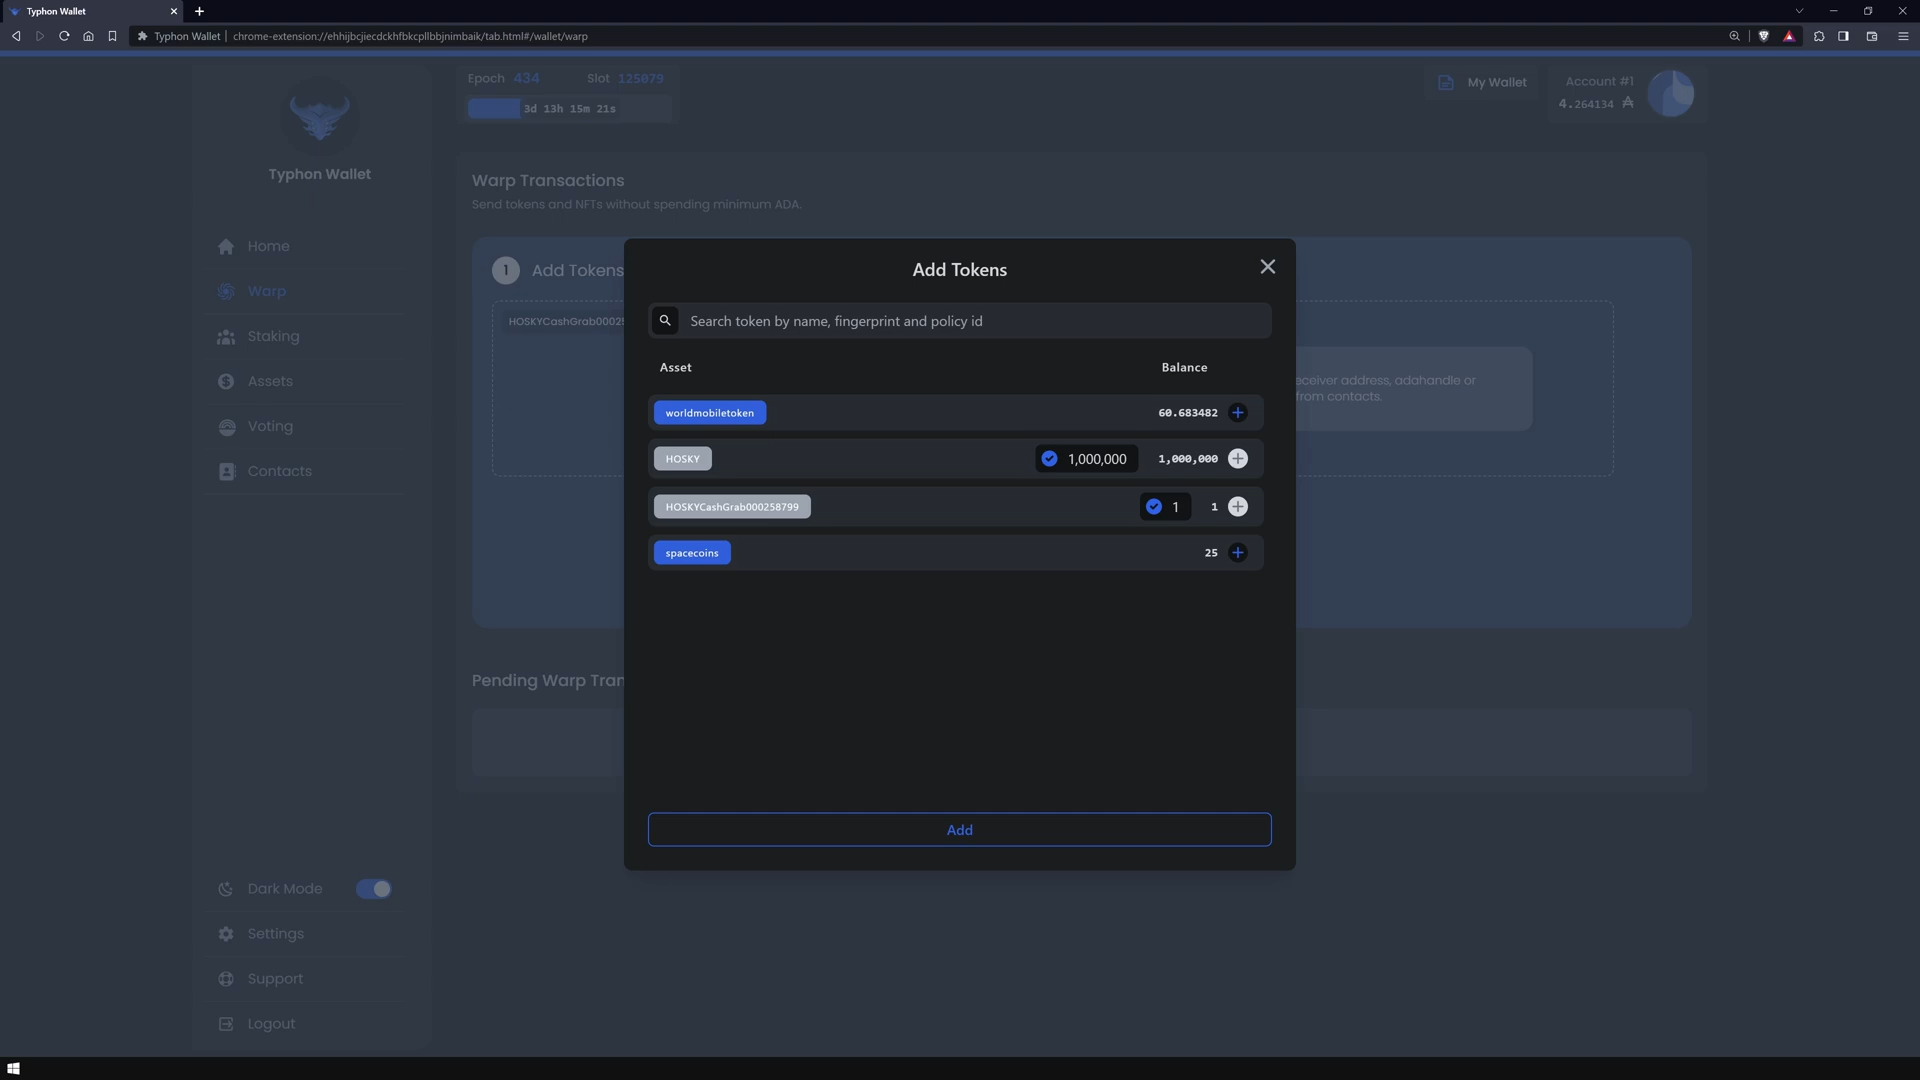 Typhon Wallet
Typhon Wallet | chrome-extension://ehhijbcjiecdckhfbkcpllbbjnimbaik/tab.html#/wallet/warp
Typhon Wallet
Home
Warp
Staking
Assets
Voting
Contacts
Dark Mode
Settings
Support
Logout
Epoch 434 Slot 125079
3d 13h 15m 21s
My Wallet
Account #1
4.264134 ₳
Warp Transactions
Send tokens and NFTs without spending minimum ADA.
1 Add Tokens
HOSKYCashGrab00025
eceiver address, adahandle or
from contacts.
Pending Warp Tran
Add Tokens
Search token by name, fingerprint and policy id
Asset Balance
worldmobiletoken 60.683482
HOSKY 1,000,000 1,000,000
HOSKYCashGrab000258799 1 1
spacecoins 25
Add